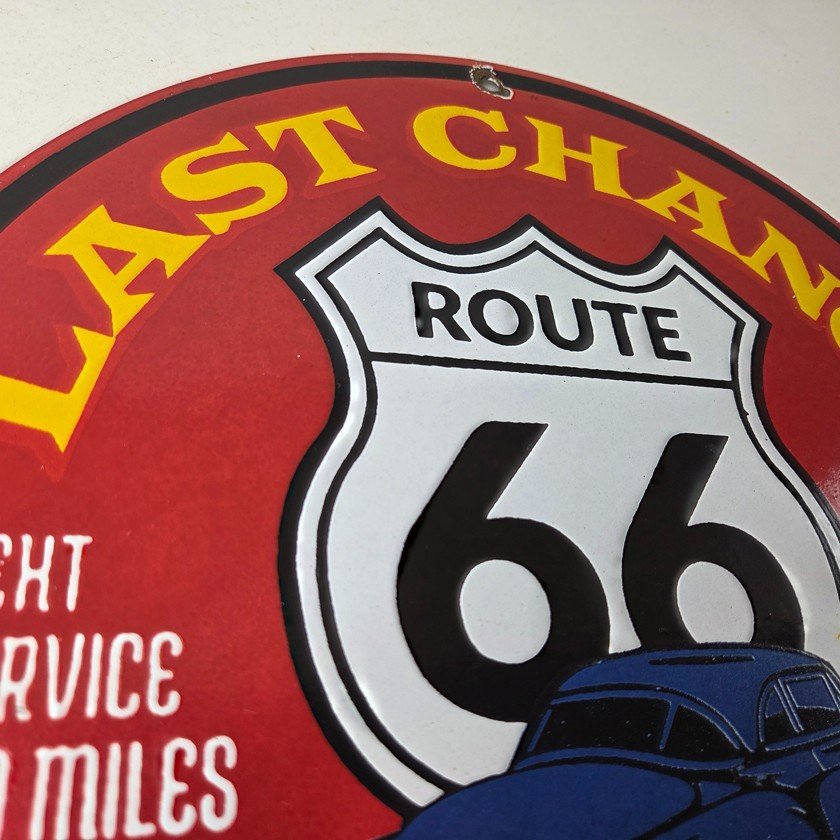 LAST CHANC
ROUTE
66
EXT
RVICE
MILES